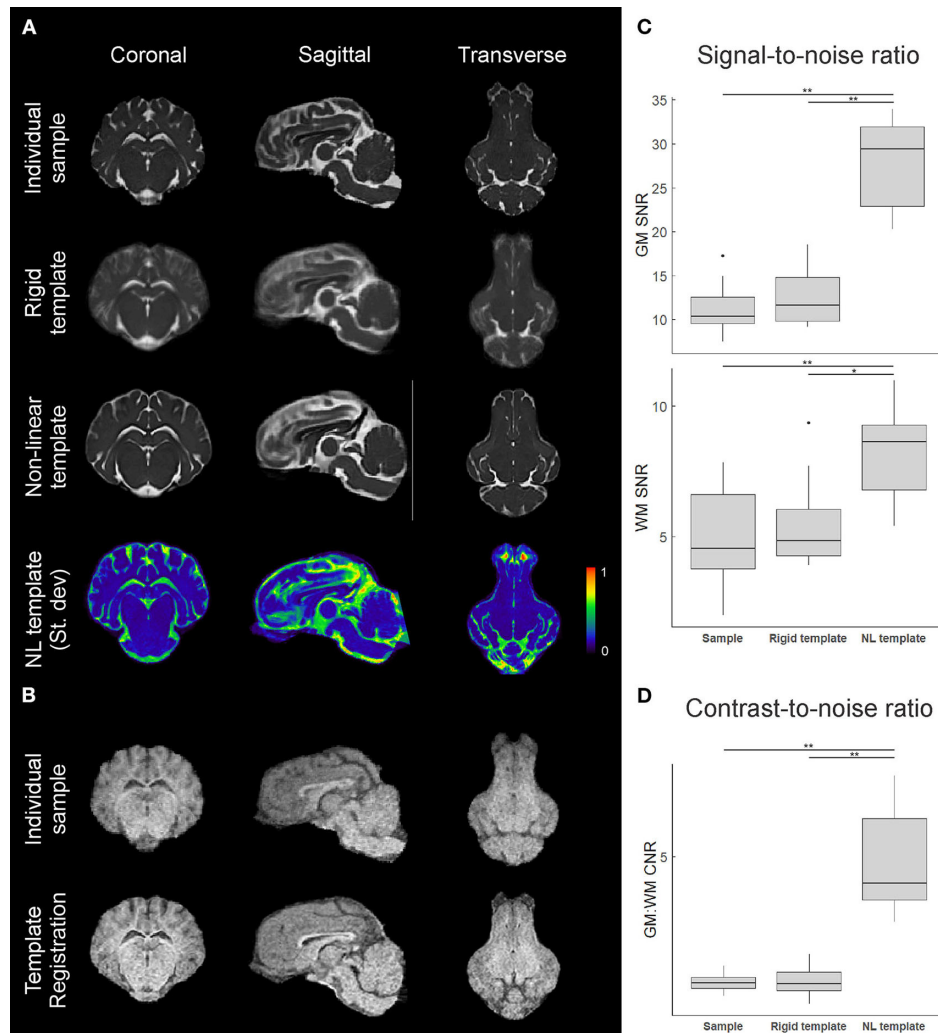 A
Coronal
Sagittal
Transverse
Individual
sample
Rigid
template
Non-linear
template
NL template
(St. dev)
1
0
B
Individual
sample
Template
Registration
C
Signal-to-noise ratio
**
**
35
30
25
20
15
10
GM SNR
**
*
10
5
WM SNR
Sample
Rigid template
NL template
D
Contrast-to-noise ratio
**
**
5
GM:WM CNR
Sample
Rigid template
NL template